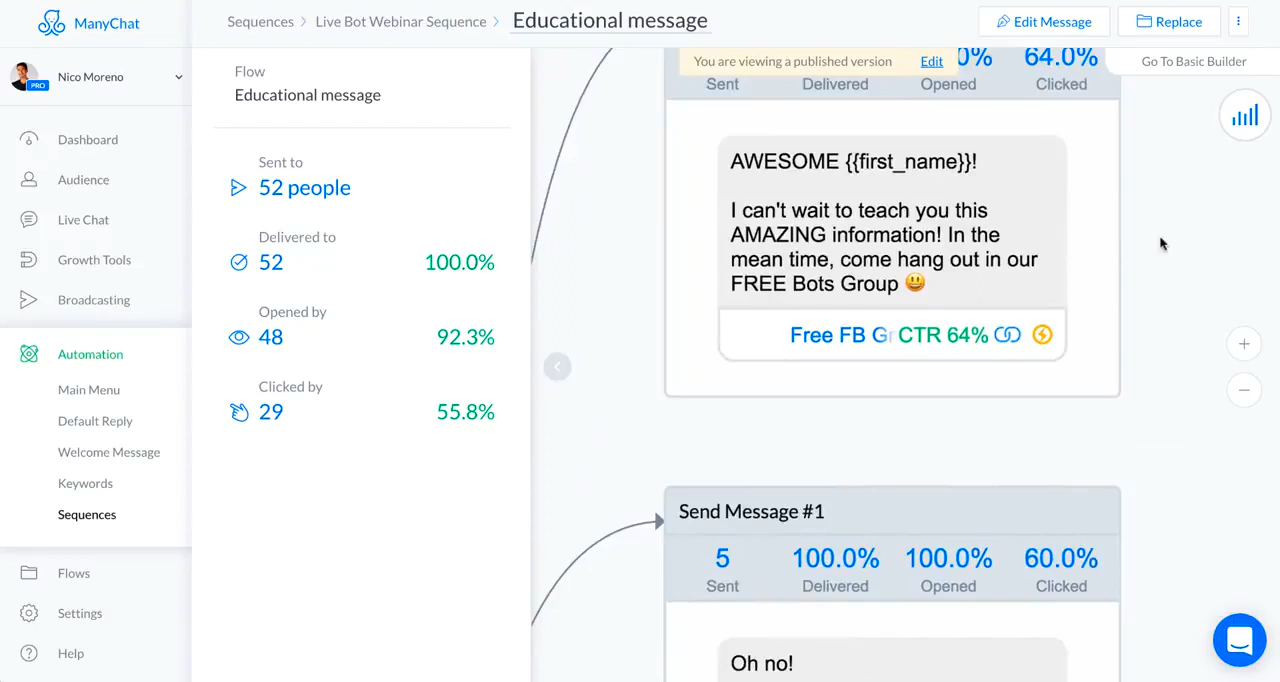 ManyChat
Sequences > Live Bot Webinar Sequence > Educational message
Edit Message
Replace
Nico Moreno
PRO
Dashboard
Audience
Live Chat
Growth Tools
Broadcasting
Automation
Main Menu
Default Reply
Welcome Message
Keywords
Sequences
Flows
Settings
Help
Flow
Educational message
Sent to
52 people
Delivered to
52 100.0%
Opened by
48 92.3%
Clicked by
29 55.8%
You are viewing a published version Edit
Go To Basic Builder
64.0%
Sent Delivered Opened Clicked
AWESOME {{first_name}}!
I can't wait to teach you this
AMAZING information! In the
mean time, come hang out in our
FREE Bots Group 😃
Free FB CTR 64%
Send Message #1
5 100.0% 100.0% 60.0%
Sent Delivered Opened Clicked
Oh no!